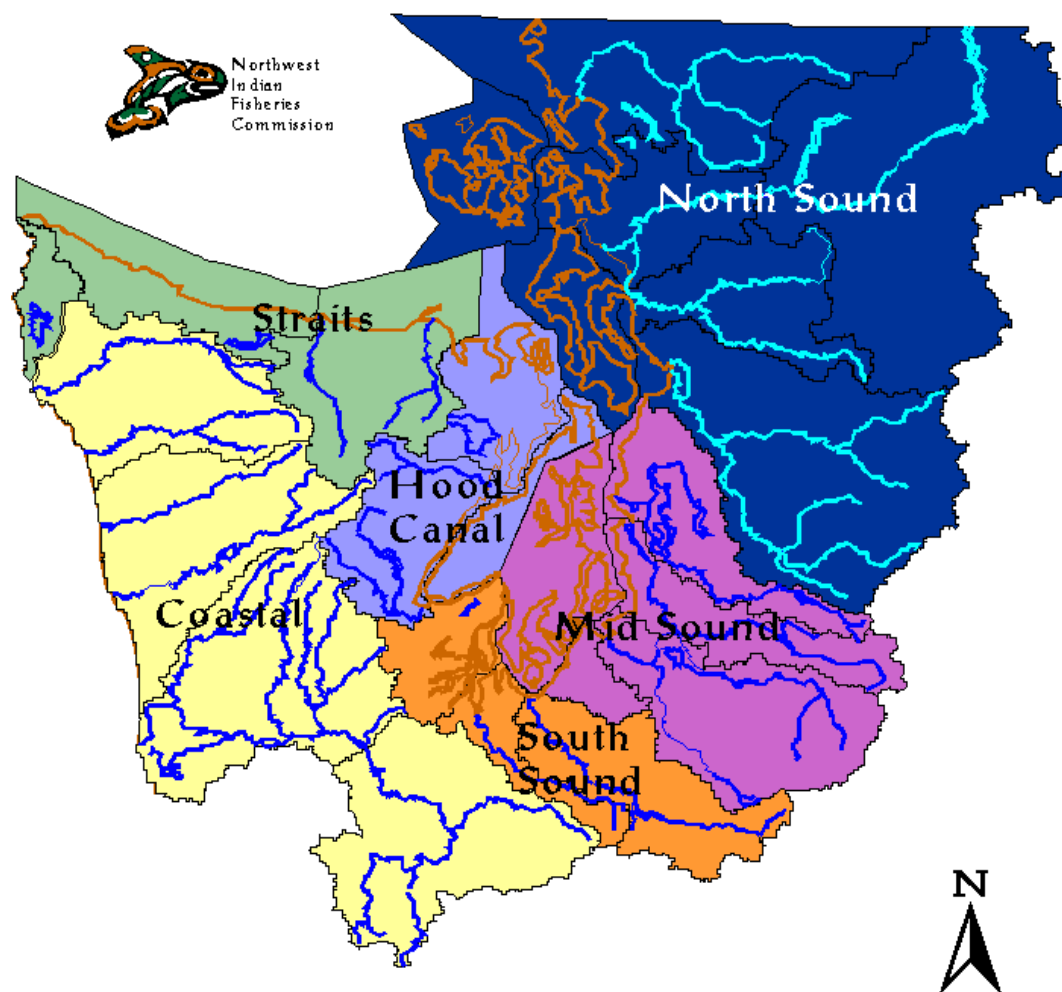 Northwest
Indian
Fisheries
Commission
North Sound
Straits
Hood
Canal
Coastal
Mid Sound
South
Sound
N